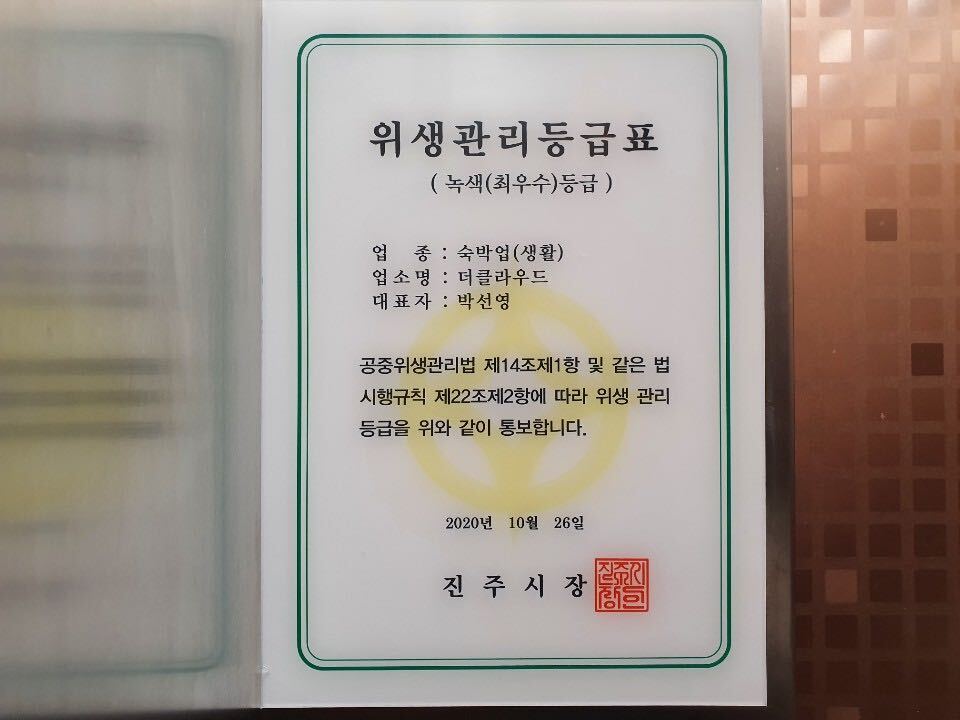 위생관리등급표
( 녹색(최우수)등급 )
업 종 : 숙박업(생활)
업소명 : 더클라우드
대표자 : 박선영
공중위생관리법 제14조제1항 및 같은 법
시행규칙 제22조제2항에 따라 위생 관리
등급을 위와 같이 통보합니다.
2020년 10월 26일
진 주 시 장